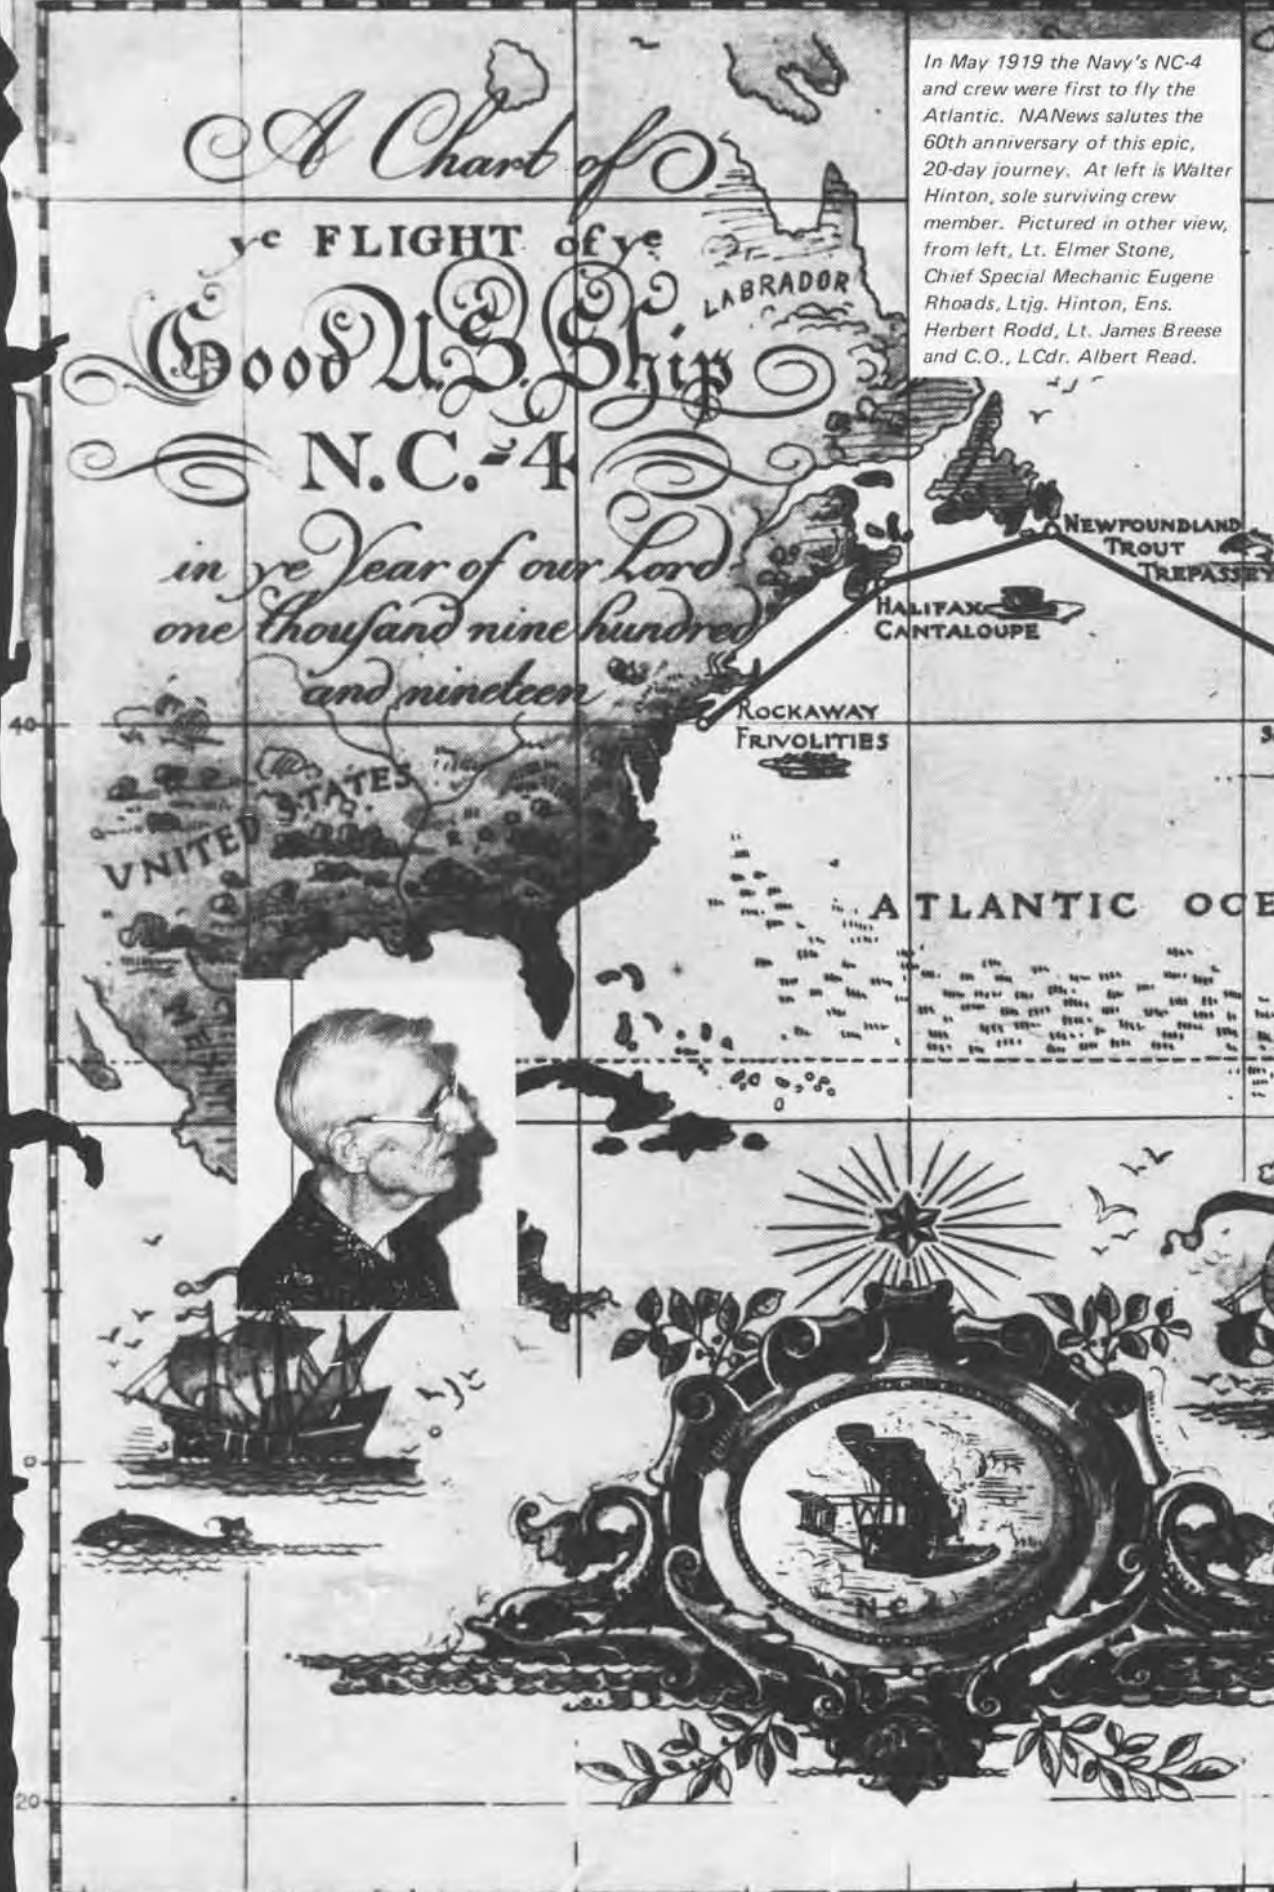 In May 1919 the Navy's NC-4
and crew were first to fly the
Atlantic. NANews salutes the
60th anniversary of this epic,
20-day journey. At left is Walter
Hinton, sole surviving crew
member. Pictured in other view,
from left, Lt. Elmer Stone,
Chief Special Mechanic Eugene
Rhoads, Ltjg. Hinton, Ens.
Herbert Rodd, Lt. James Breese
and C.O., LCdr. Albert Read.
A Chart of
ye FLIGHT of ye
Good U.S. Ship
N.C.-4
in ye Year of our Lord
one thouſand nine hundred
and nineteen
LABRADOR
NEWFOUNDLAND
TROUT
TREPASSEY
HALIFAX
CANTALOUPE
ROCKAWAY
FRIVOLITIES
40
UNITED STATES
ATLANTIC OCE
0
N.C.
20